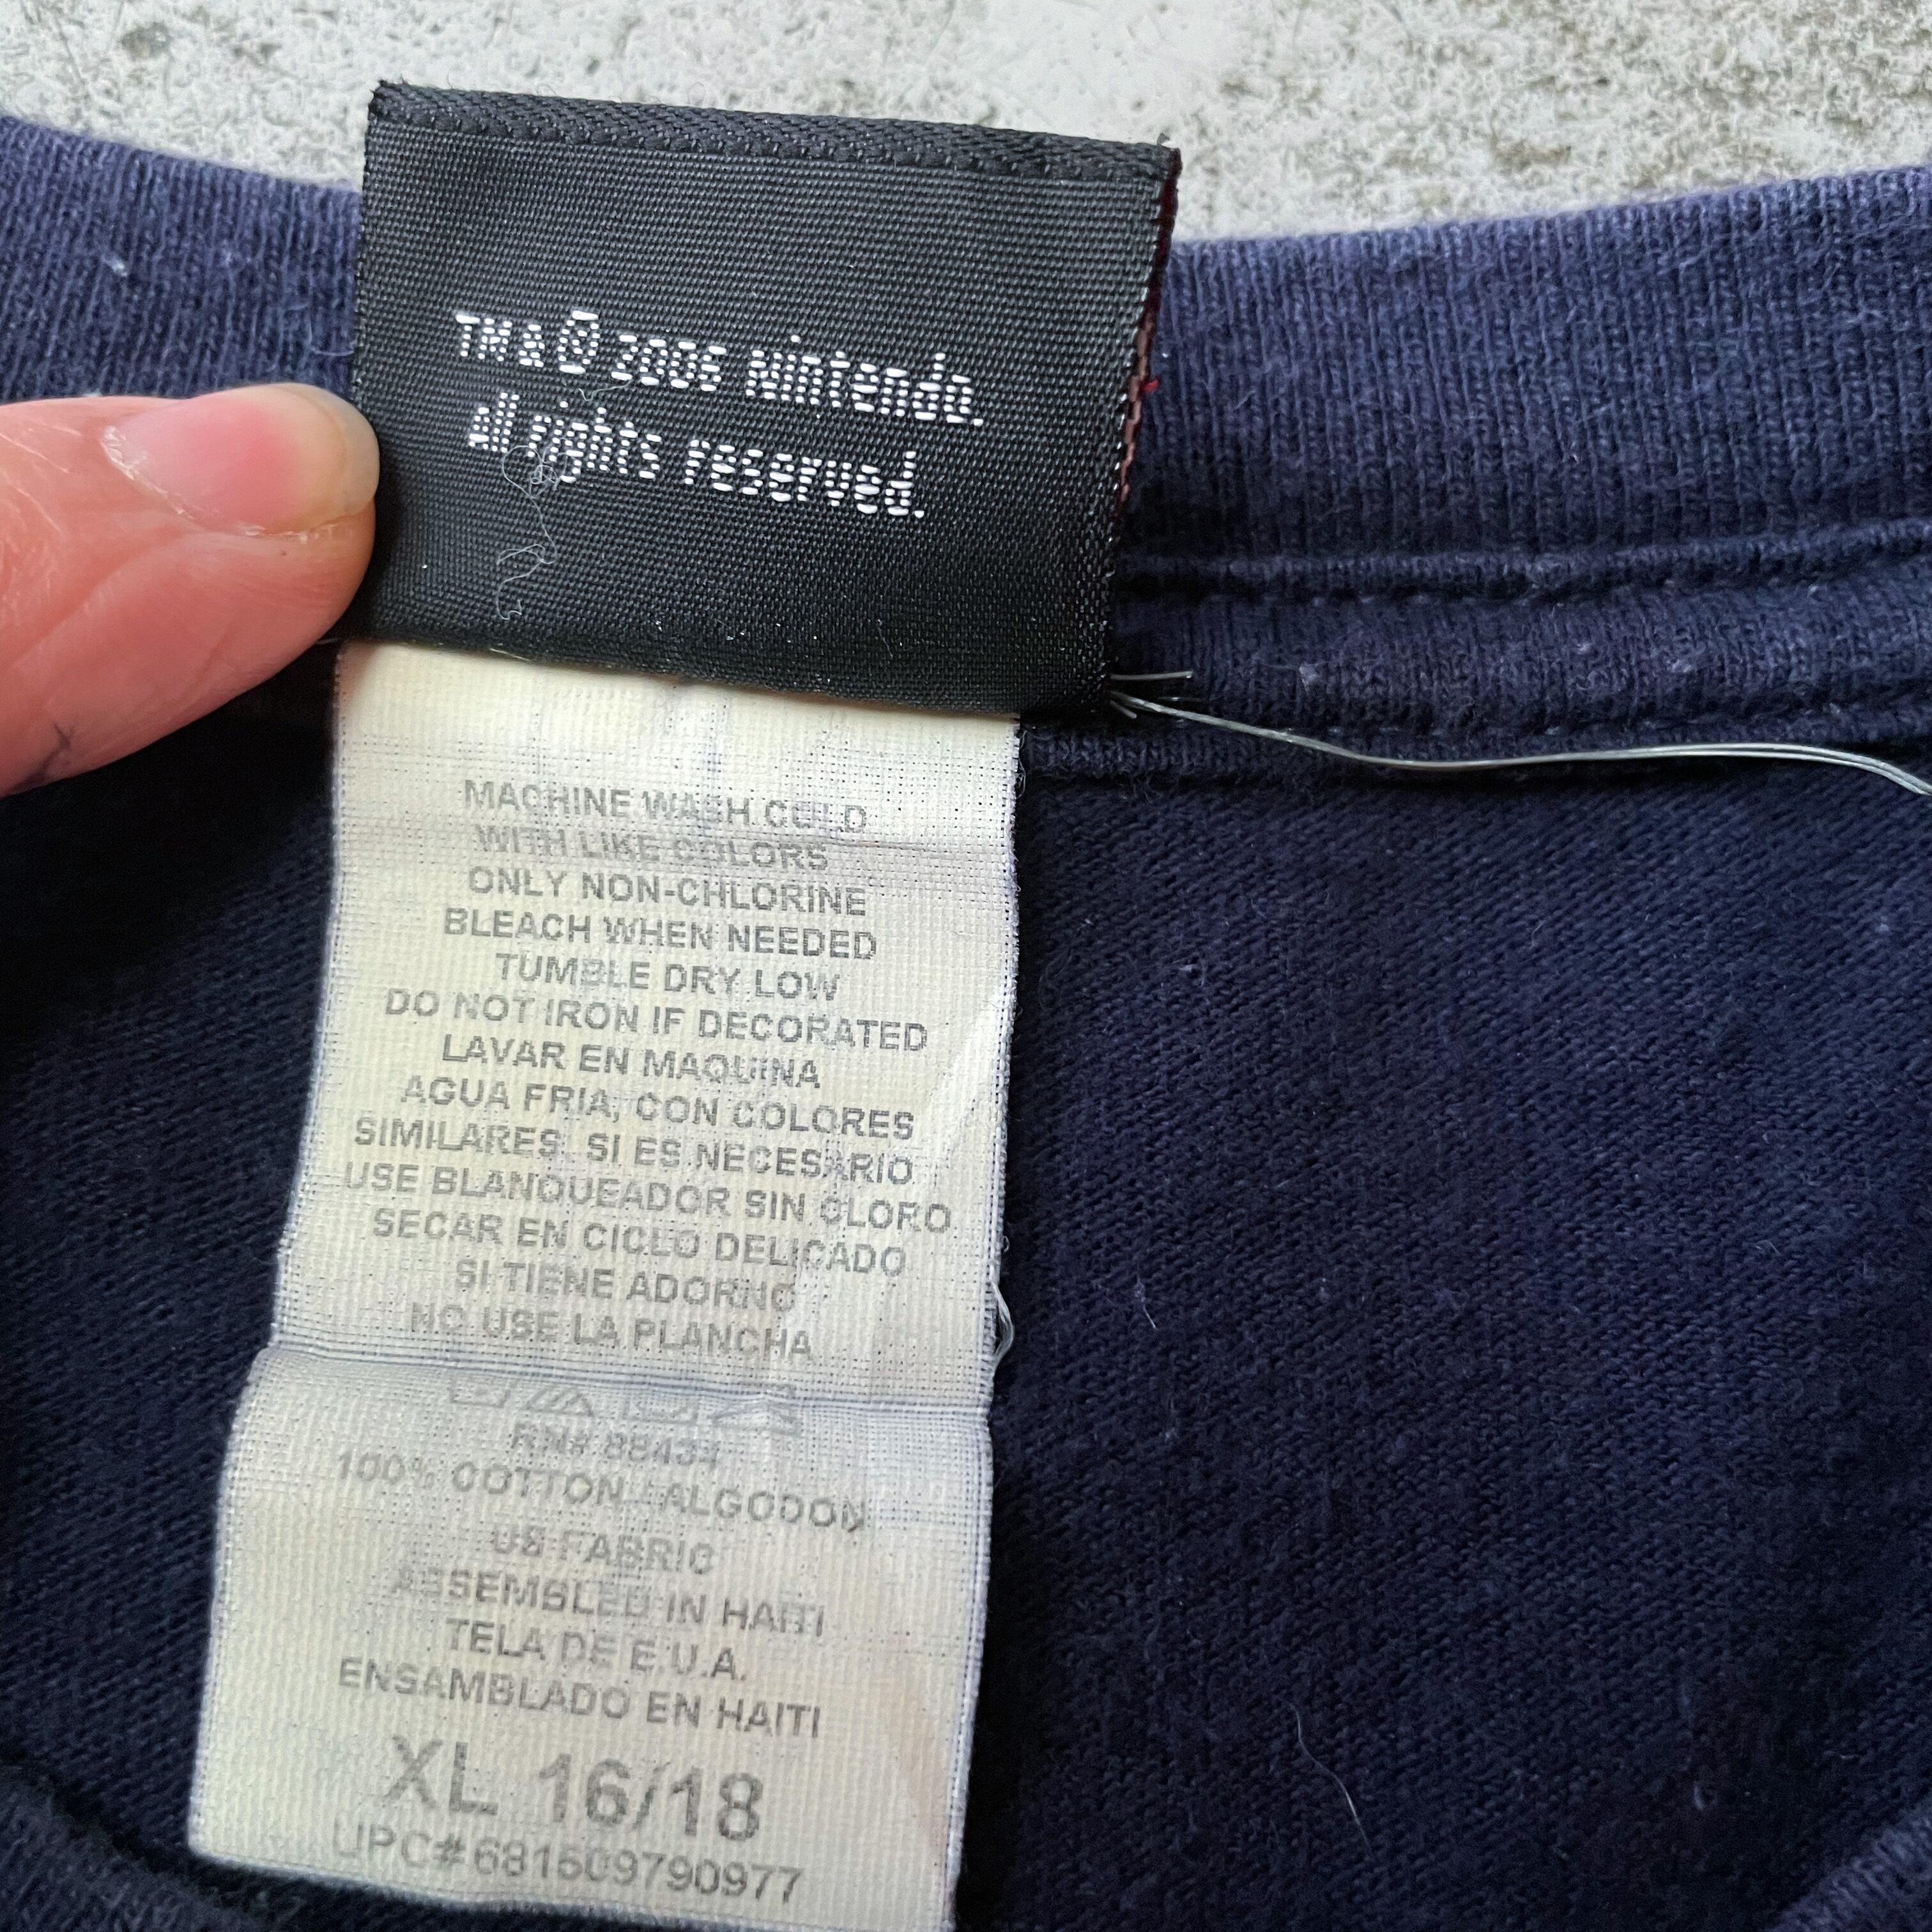 TM & © 2005 Nintendo.
All rights reserved.
MACHINE WASH COLD
WITH LIKE COLORS
ONLY NON-CHLORINE
BLEACH WHEN NEEDED
TUMBLE DRY LOW
DO NOT IRON IF DECORATED
LAVAR EN MAQUINA
AGUA FRIA, CON COLORES
SIMILARES. SI ES NECESARIO
USE BLANQUEADOR SIN CLORO
SECAR EN CICLO DELICADO
SI TIENE ADORNO
NO USE LA PLANCHA
RN# 88434
100% COTTON / ALGODON
US FABRIC
ASSEMBLED IN HAITI
TELA DE E.U.A.
ENSAMBLADO EN HAITI
XL 16/18
UPC#681509790977